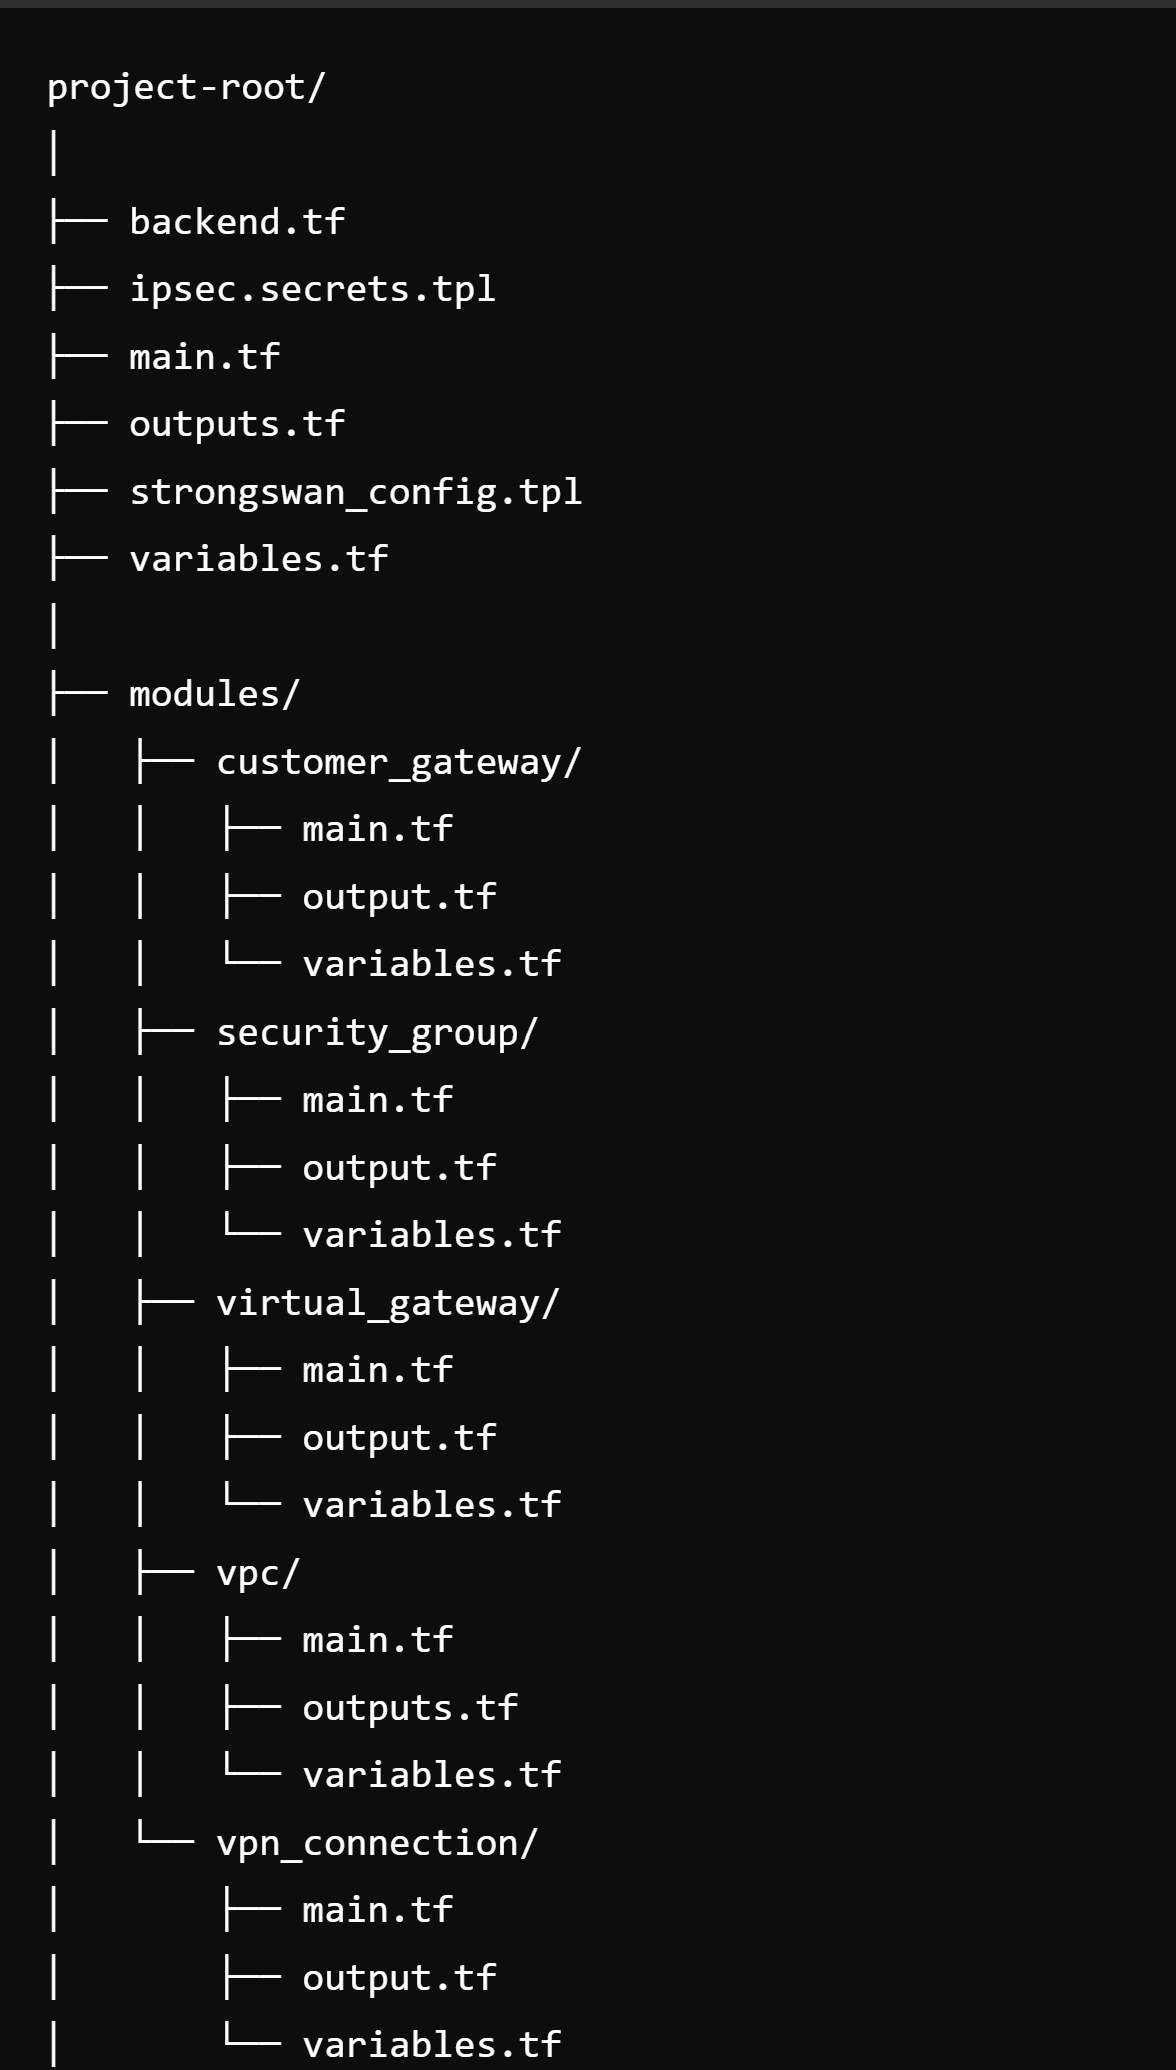 project-root/
│
├── backend.tf
├── ipsec.secrets.tpl
├── main.tf
├── outputs.tf
├── strongswan_config.tpl
├── variables.tf
│
├── modules/
│   ├── customer_gateway/
│   │   ├── main.tf
│   │   ├── output.tf
│   │   └── variables.tf
│   ├── security_group/
│   │   ├── main.tf
│   │   ├── output.tf
│   │   └── variables.tf
│   ├── virtual_gateway/
│   │   ├── main.tf
│   │   ├── output.tf
│   │   └── variables.tf
│   ├── vpc/
│   │   ├── main.tf
│   │   ├── outputs.tf
│   │   └── variables.tf
│   └── vpn_connection/
│       ├── main.tf
│       ├── output.tf
│       └── variables.tf